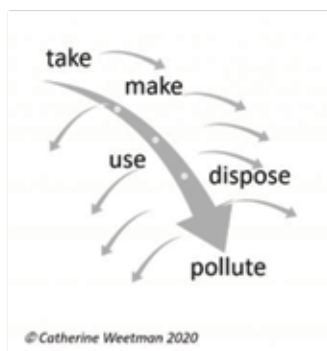 take
make
use
dispose
pollute
© Catherine Weetman 2020